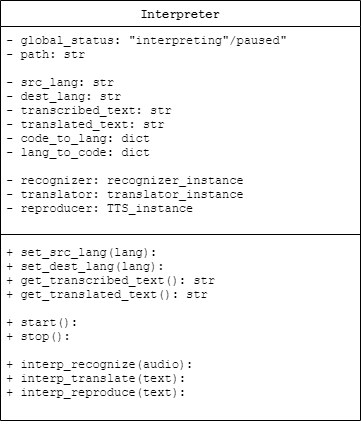 Interpreter
- global_status: "interpreting"/paused"
- path: str
- src_lang: str
- dest_lang: str
- transcribed_text: str
- translated_text: str
- code_to_lang: dict
- lang_to_code: dict
- recognizer: recognizer_instance
- translator: translator_instance
- reproducer: TTS_instance
+ set_src_lang(lang):
+ set_dest_lang(lang):
+ get_transcribed_text(): str
+ get_translated_text(): str
+ start():
+ stop():
+ interp_recognize(audio):
+ interp_translate(text):
+ interp_reproduce(text):